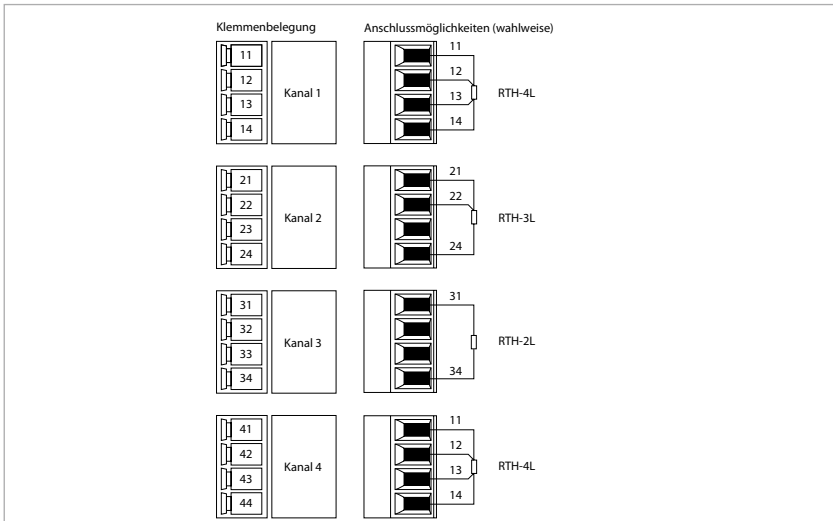 Klemmenbelegung
Anschlussmöglichkeiten (wahlweise)
11
12
13
14
Kanal 1
11
12
13
14
RTH-4L
21
22
23
24
Kanal 2
21
22
24
RTH-3L
31
32
33
34
Kanal 3
31
34
RTH-2L
41
42
43
44
Kanal 4
11
12
13
14
RTH-4L